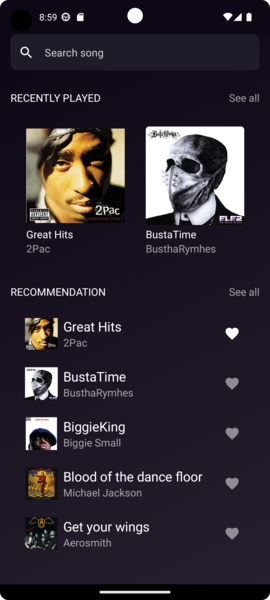 8:59
Search song
RECENTLY PLAYED
See all
2Pac
Great Hits
2Pac
BustaTime
BusthaRymhes
RECOMMENDATION
See all
Great Hits
2Pac
BustaTime
BusthaRymhes
BiggieKing
Biggie Small
Blood of the dance floor
Michael Jackson
Get your wings
Aerosmith